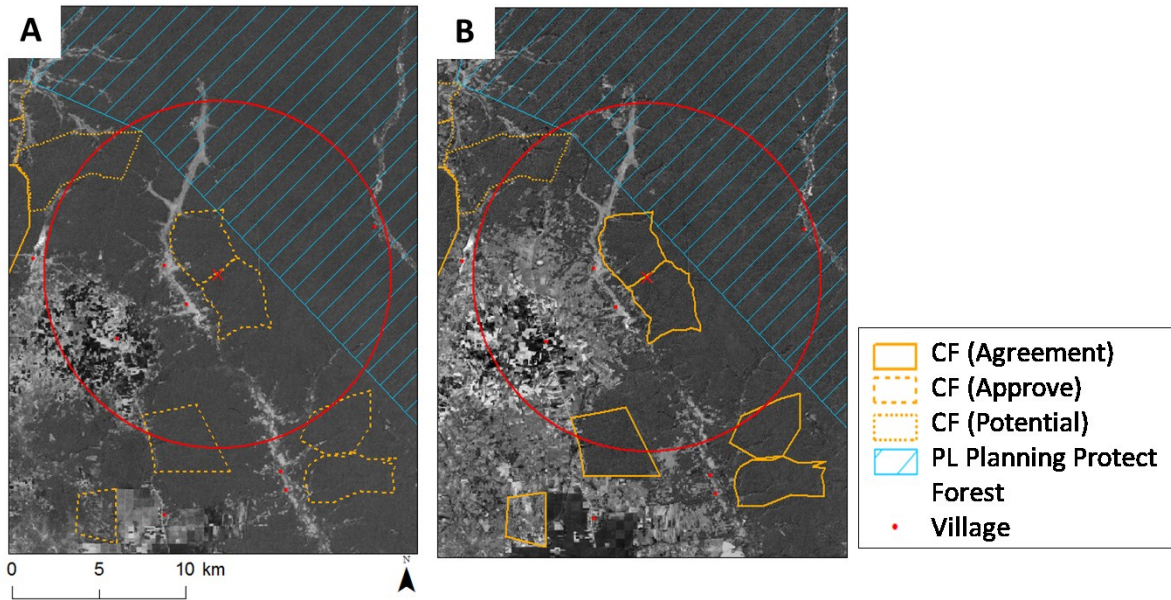 A
B
CF (Agreement)
CF (Approve)
CF (Potential)
PL Planning Protect
Forest
Village
0 5 10 km
N